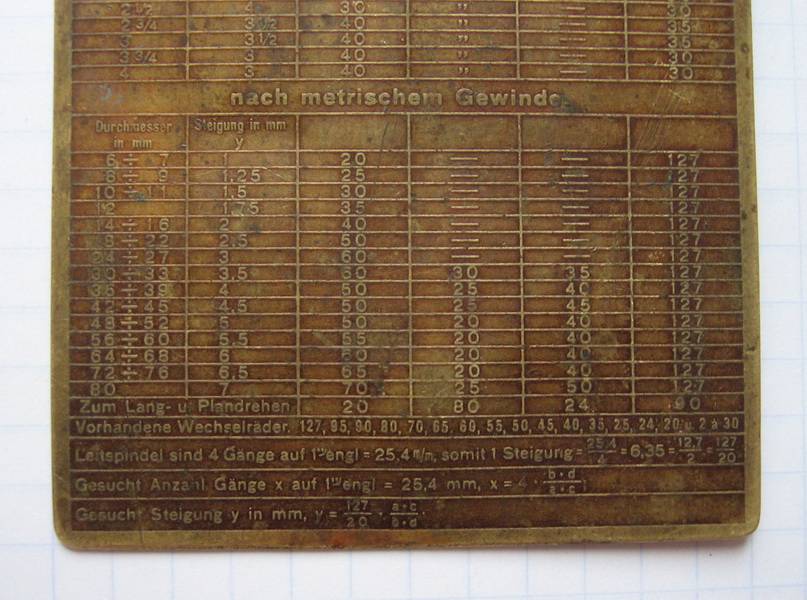 2 1/2 4 30 „ — 30
2 3/4 3 1/2 40 „ — 35
3 3 1/2 40 „ — 35
3 3/4 3 40 „ — 30
4 3 40 „ — 30
nach metrischem Gewinde
Durchmesser in mm Steigung in mm y
6 ÷ 7 1 20 — — 127
8 ÷ 9 1,25 25 — — 127
10 ÷ 11 1,5 30 — — 127
12 1,75 35 — — 127
14 ÷ 16 2 40 — — 127
18 ÷ 22 2,5 50 — — 127
24 ÷ 27 3 60 — — 127
30 ÷ 33 3,5 60 30 35 127
36 ÷ 39 4 50 25 40 127
42 ÷ 45 4,5 50 25 45 127
48 ÷ 52 5 50 20 40 127
56 ÷ 60 5,5 55 20 40 127
64 ÷ 68 6 60 20 40 127
72 ÷ 76 6,5 65 20 40 127
80 7 70 25 50 127
Zum Lang- u. Plandrehen 20 80 24 90
Vorhandene Wechselräder: 127, 95, 90, 80, 70, 65, 60, 55, 50, 45, 40, 35, 25, 24, 20 u. 2 à 30
Leitspindel sind 4 Gänge auf 1" engl = 25,4 m/m, somit 1 Steigung = 25,4/4 = 6,35 = 12,7/2 = 127/20
Gesucht Anzahl Gänge x auf 1" engl = 25,4 mm, x = 4 · b·d/a·c
Gesucht Steigung y in mm, y = 127/20 · a·c/b·d